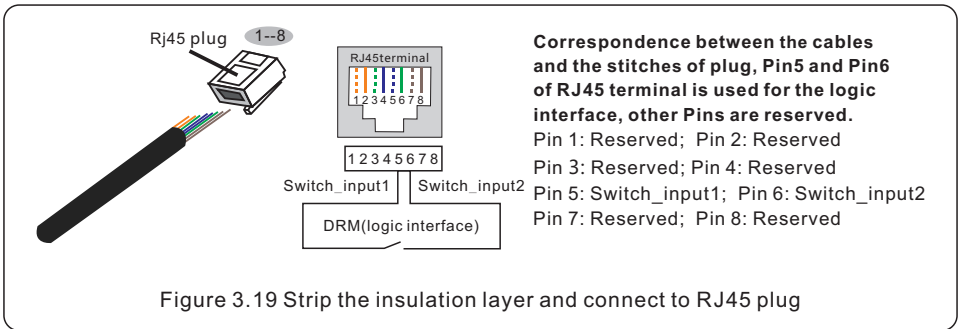 Rj45 plug
1--8
RJ45terminal
12345678
12345678
Switch_input1
Switch_input2
DRM(logic interface)
Correspondence between the cables
and the stitches of plug, Pin5 and Pin6
of RJ45 terminal is used for the logic
interface, other Pins are reserved.
Pin 1: Reserved; Pin 2: Reserved
Pin 3: Reserved; Pin 4: Reserved
Pin 5: Switch_input1; Pin 6: Switch_input2
Pin 7: Reserved; Pin 8: Reserved
Figure 3.19 Strip the insulation layer and connect to RJ45 plug